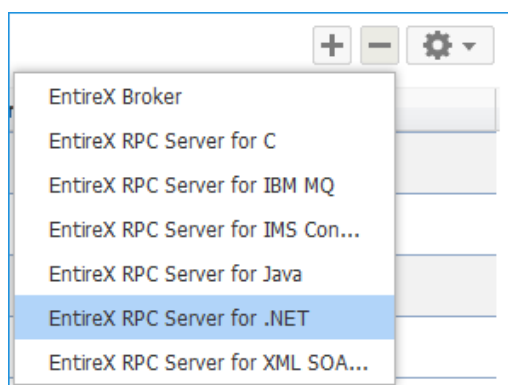 EntireX Broker
EntireX RPC Server for C
EntireX RPC Server for IBM MQ
EntireX RPC Server for IMS Con...
EntireX RPC Server for Java
EntireX RPC Server for .NET
EntireX RPC Server for XML SOA...